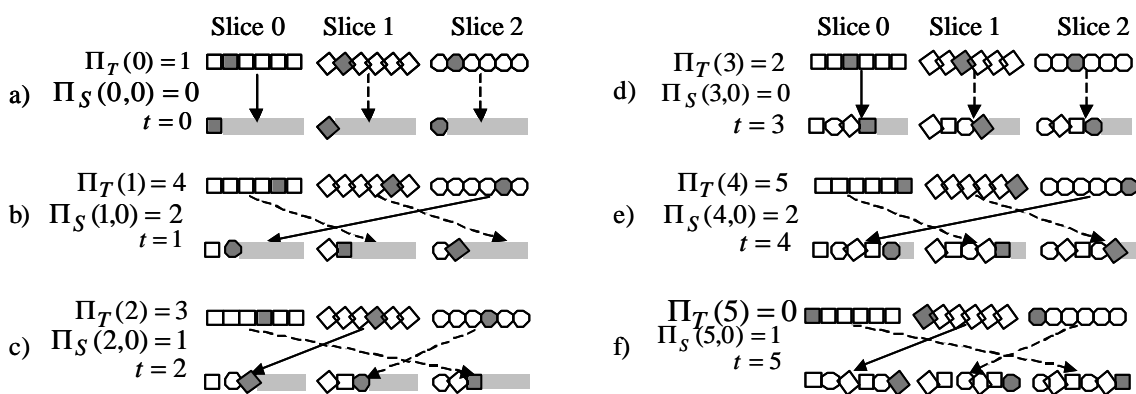 Slice 0 Slice 1 Slice 2
a) Π_T(0) = 1
Π_S(0,0) = 0
t = 0
b) Π_T(1) = 4
Π_S(1,0) = 2
t = 1
c) Π_T(2) = 3
Π_S(2,0) = 1
t = 2
Slice 0 Slice 1 Slice 2
d) Π_T(3) = 2
Π_S(3,0) = 0
t = 3
e) Π_T(4) = 5
Π_S(4,0) = 2
t = 4
f) Π_T(5) = 0
Π_S(5,0) = 1
t = 5